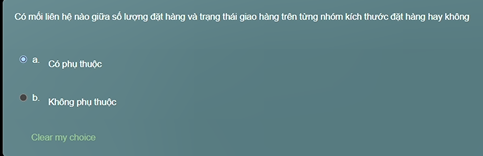 Có mối liên hệ nào giữa số lượng đặt hàng và trạng thái giao hàng trên từng nhóm kích thước đặt hàng hay không
a. Có phụ thuộc
b. Không phụ thuộc
Clear my choice